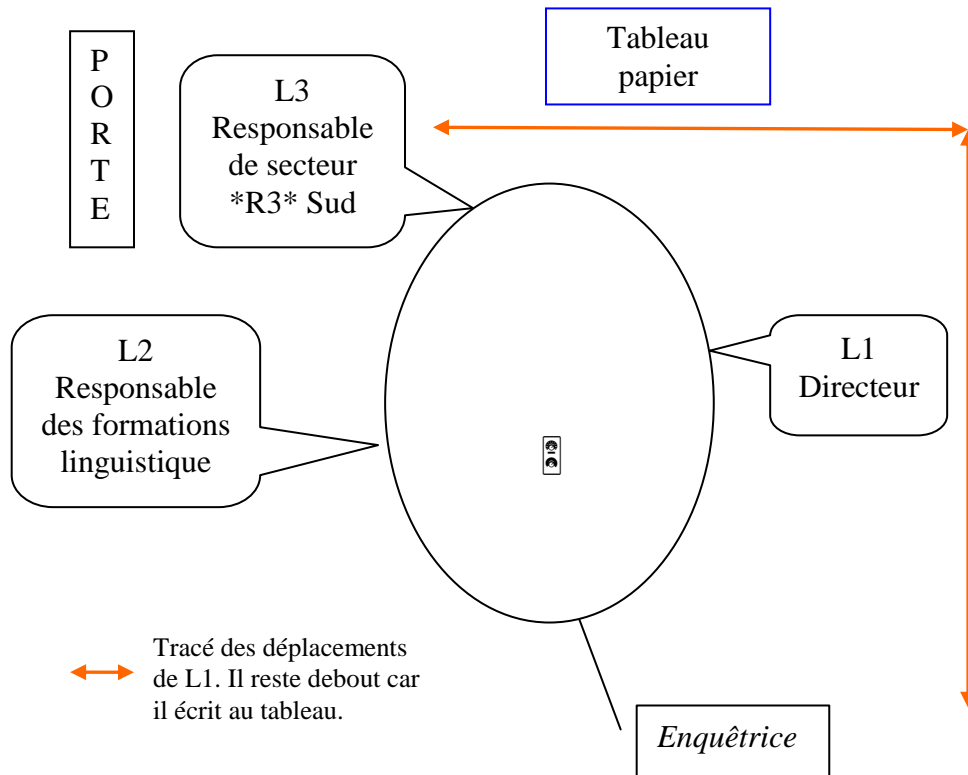 P
O
R
T
E
L3
Responsable
de secteur
*R3* Sud
Tableau
papier
L2
Responsable
des formations
linguistique
L1
Directeur
Tracé des déplacements
de L1. Il reste debout car
il écrit au tableau.
Enquêtrice